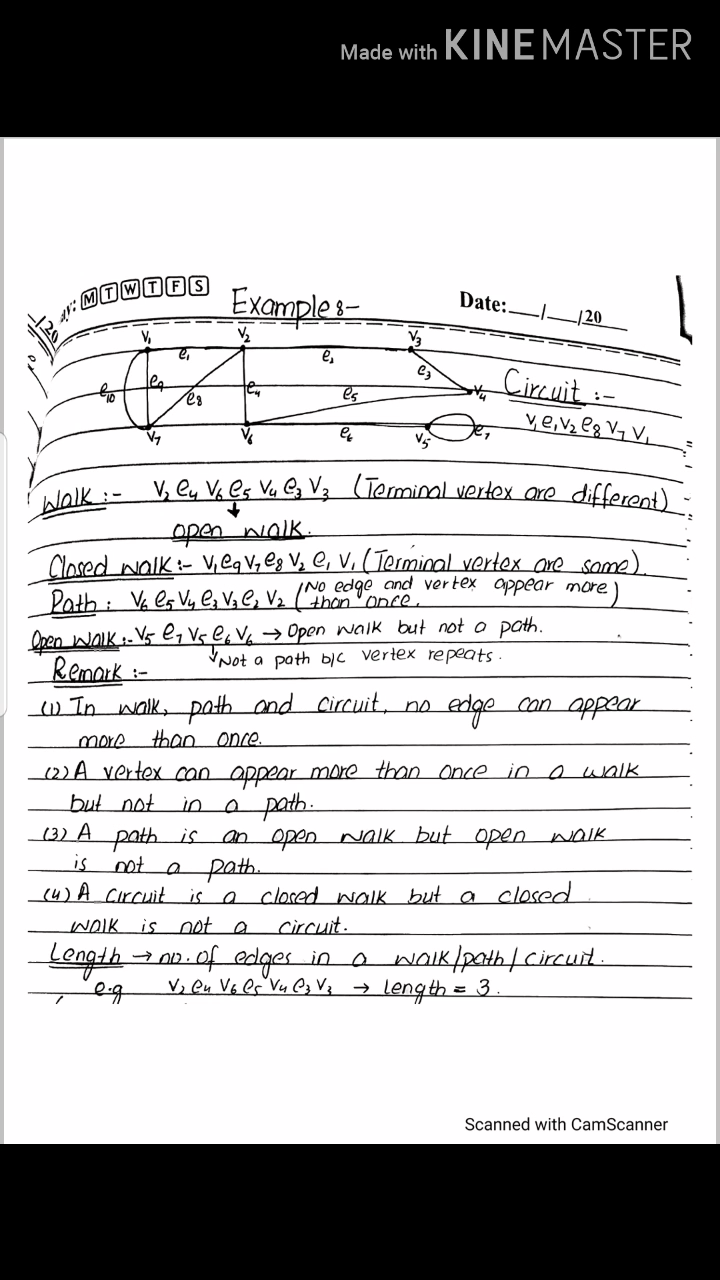 Made with KINEMASTER
M T W T F S
Example :-
Date:__/__/20__
/20
V₁ V₂ V₃
e₁ e₂ e₃
e₁₀ e₉ e₈ e₄ e₅ V₄
V₇ V₆ e₆ V₅ e₇
Circuit :-
V₁ e₁ V₂ e₈ V₇ V₁
Walk :- V₂ e₄ V₆ e₅ V₄ e₃ V₃ (Terminal vertex are different)
↓
open walk.
Closed walk :- V₁ e₉ V₇ e₈ V₂ e₁ V₁ (Terminal vertex are same).
Path : V₆ e₅ V₄ e₃ V₃ e₂ V₂ (No edge and vertex appear more than once.)
Open walk :- V₅ e₇ V₅ e₆ V₆ → Open walk but not a path.
↓ Not a path b/c vertex repeats.
Remark :-
(1) In walk, path and circuit, no edge can appear
more than once.
(2) A vertex can appear more than once in a walk
but not in a path.
(3) A path is an open walk but open walk
is not a path.
(4) A circuit is a closed walk but a closed
walk is not a circuit.
Length → no. of edges in a walk/path/circuit.
e.g V₂ e₄ V₆ e₅ V₄ e₃ V₃ → length = 3.
Scanned with CamScanner